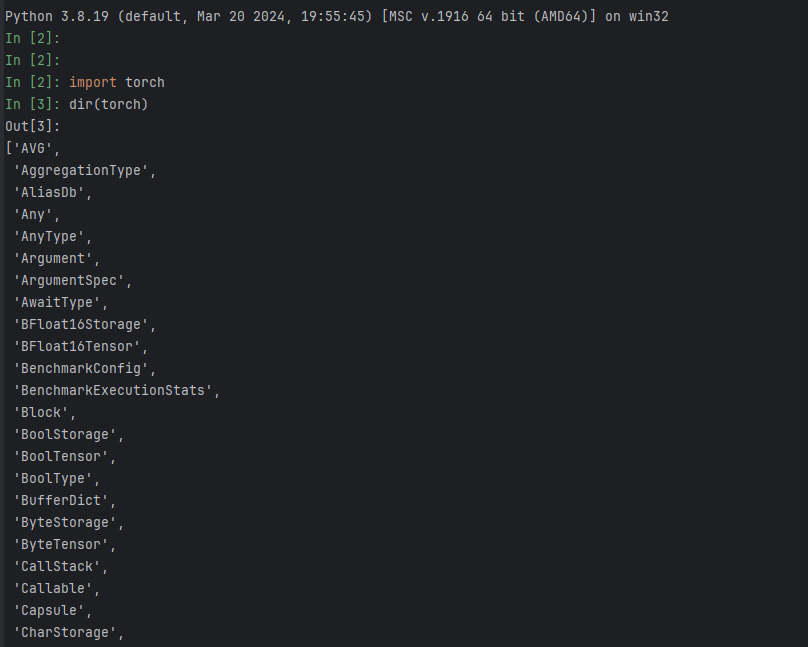 Python 3.8.19 (default, Mar 20 2024, 19:55:45) [MSC v.1916 64 bit (AMD64)] on win32
In [2]:
In [2]:
In [2]: import torch
In [3]: dir(torch)
Out[3]:
['AVG',
 'AggregationType',
 'AliasDb',
 'Any',
 'AnyType',
 'Argument',
 'ArgumentSpec',
 'AwaitType',
 'BFloat16Storage',
 'BFloat16Tensor',
 'BenchmarkConfig',
 'BenchmarkExecutionStats',
 'Block',
 'BoolStorage',
 'BoolTensor',
 'BoolType',
 'BufferDict',
 'ByteStorage',
 'ByteTensor',
 'CallStack',
 'Callable',
 'Capsule',
 'CharStorage',